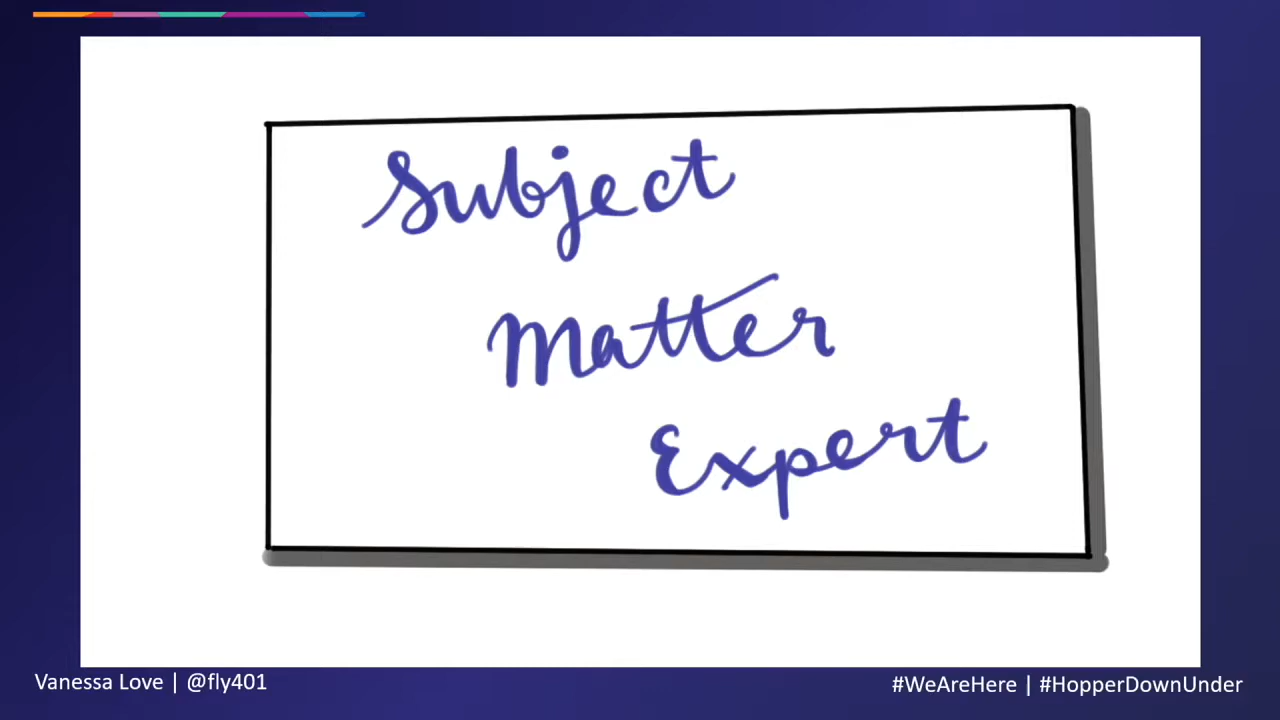 Subject
Matter
Expert
Vanessa Love | @fly401
#WeAreHere | #HopperDownUnder